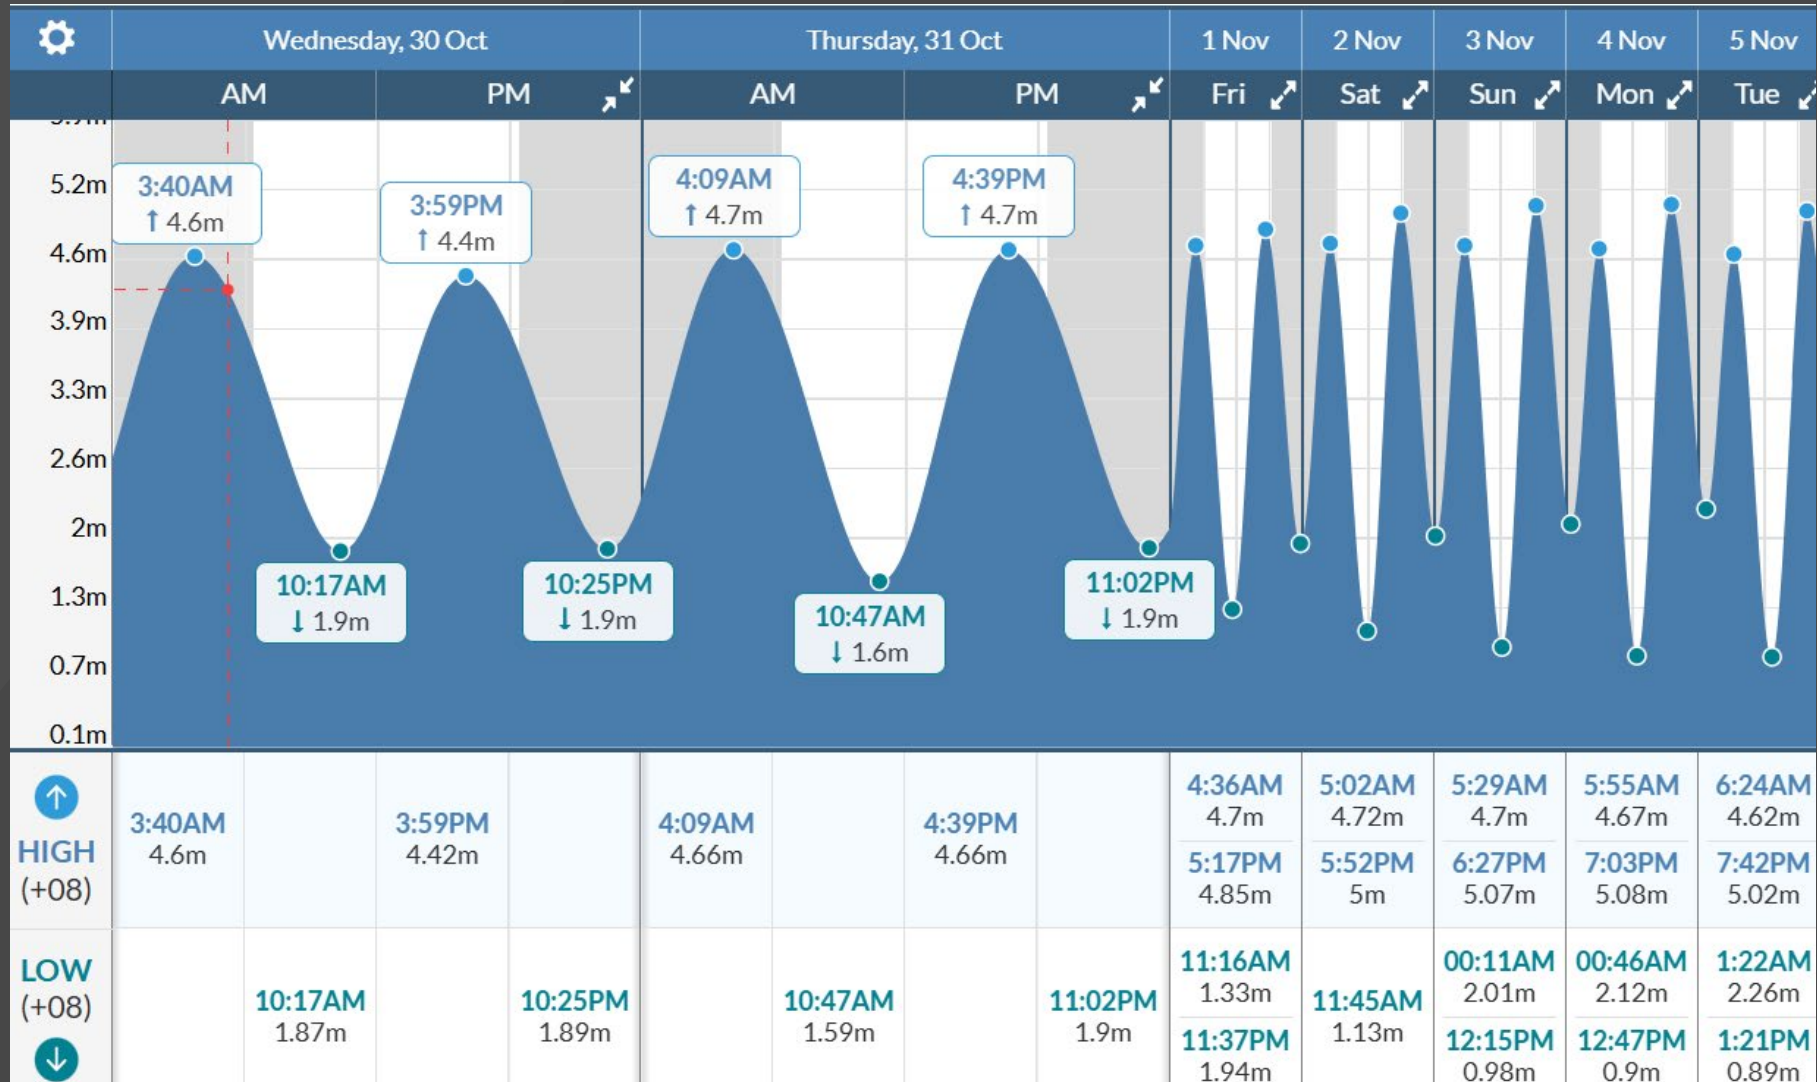 Wednesday, 30 Oct
Thursday, 31 Oct
1 Nov
2 Nov
3 Nov
4 Nov
5 Nov
AM
PM
AM
PM
Fri
Sat
Sun
Mon
Tue
5.2m
4.6m
3.9m
3.3m
2.6m
2m
1.3m
0.7m
0.1m
3:40AM
↑ 4.6m
3:59PM
↑ 4.4m
4:09AM
↑ 4.7m
4:39PM
↑ 4.7m
10:17AM
↓ 1.9m
10:25PM
↓ 1.9m
10:47AM
↓ 1.6m
11:02PM
↓ 1.9m
HIGH
(+08)
3:40AM
4.6m
3:59PM
4.42m
4:09AM
4.66m
4:39PM
4.66m
4:36AM
4.7m
5:17PM
4.85m
5:02AM
4.72m
5:52PM
5m
5:29AM
4.7m
6:27PM
5.07m
5:55AM
4.67m
7:03PM
5.08m
6:24AM
4.62m
7:42PM
5.02m
LOW
(+08)
10:17AM
1.87m
10:25PM
1.89m
10:47AM
1.59m
11:02PM
1.9m
11:16AM
1.33m
11:37PM
1.94m
11:45AM
1.13m
00:11AM
2.01m
12:15PM
0.98m
00:46AM
2.12m
12:47PM
0.9m
1:22AM
2.26m
1:21PM
0.89m